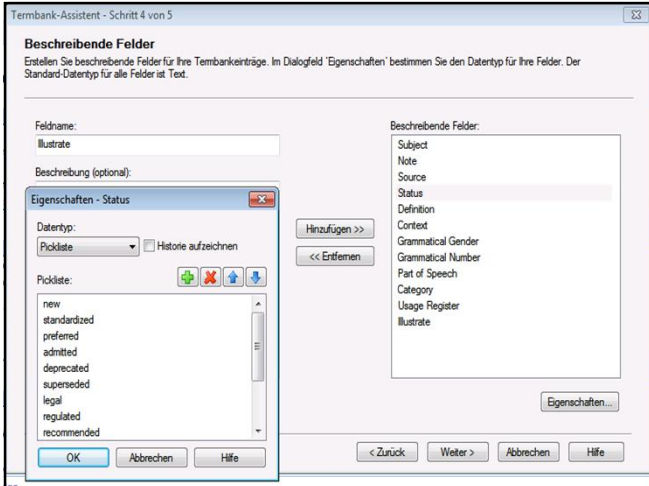 Termbank-Assistent - Schritt 4 von 5
Beschreibende Felder
Erstellen Sie beschreibende Felder für Ihre Termbankeinträge. Im Dialogfeld 'Eigenschaften' bestimmen Sie den Datentyp für Ihre Felder. Der
Standard-Datentyp für alle Felder ist Text.
Feldname:
Illustrate
Beschreibung (optional):
Eigenschaften - Status
Datentyp:
Pickliste
Historie aufzeichnen
Pickliste:
new
standardized
preferred
admitted
deprecated
superseded
legal
regulated
recommended
OK
Abbrechen
Hilfe
Hinzufügen >>
<< Entfernen
Beschreibende Felder:
Subject
Note
Source
Status
Definition
Context
Grammatical Gender
Grammatical Number
Part of Speech
Category
Usage Register
Illustrate
Eigenschaften...
< Zurück
Weiter >
Abbrechen
Hilfe